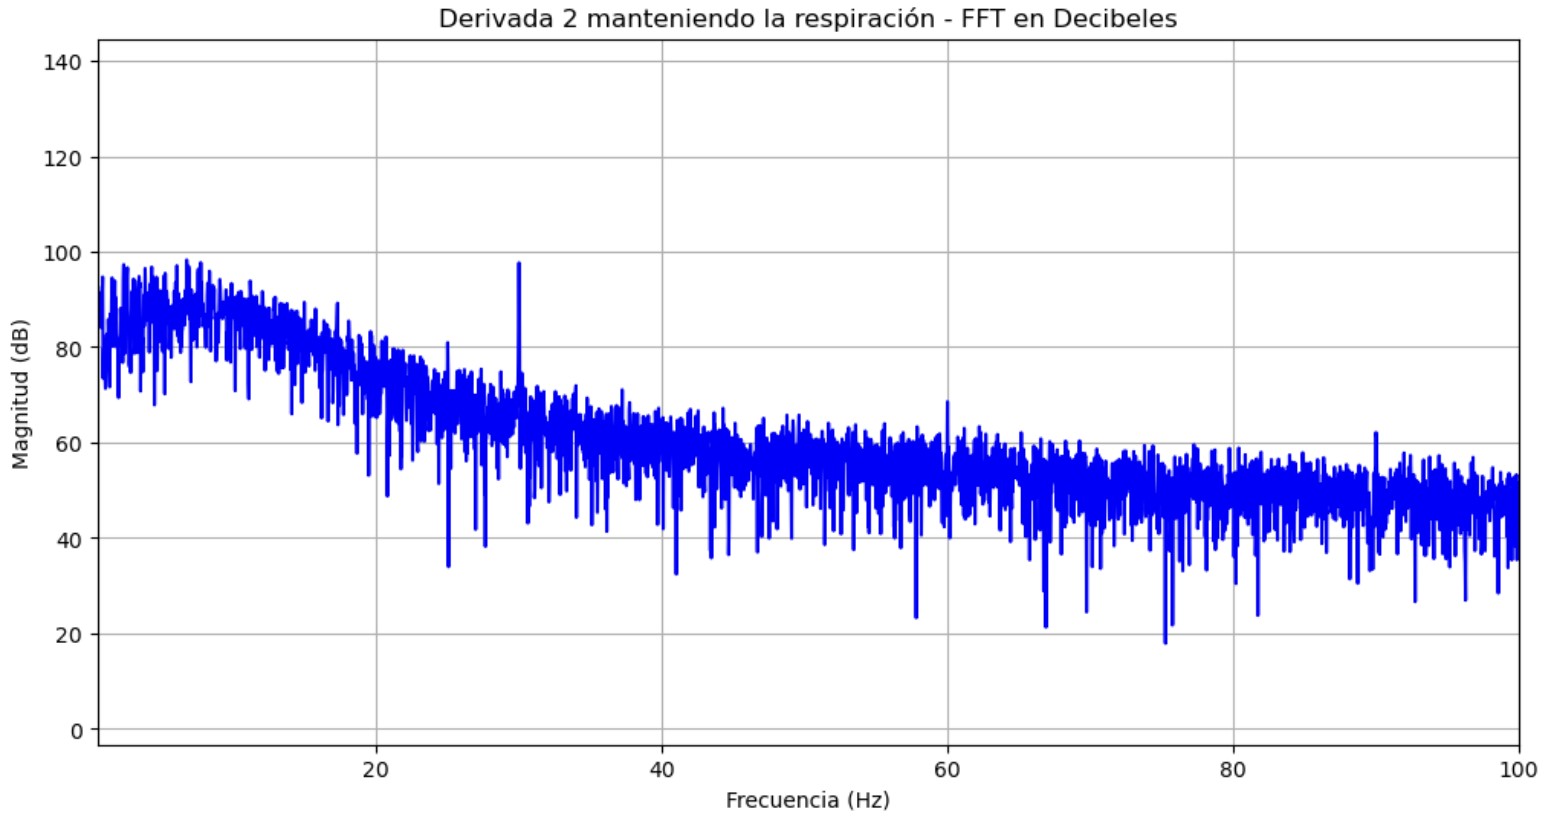 Derivada 2 manteniendo la respiración - FFT en Decibeles
140
120
100
80
60
40
20
0
Magnitud (dB)
20 40 60 80 100
Frecuencia (Hz)